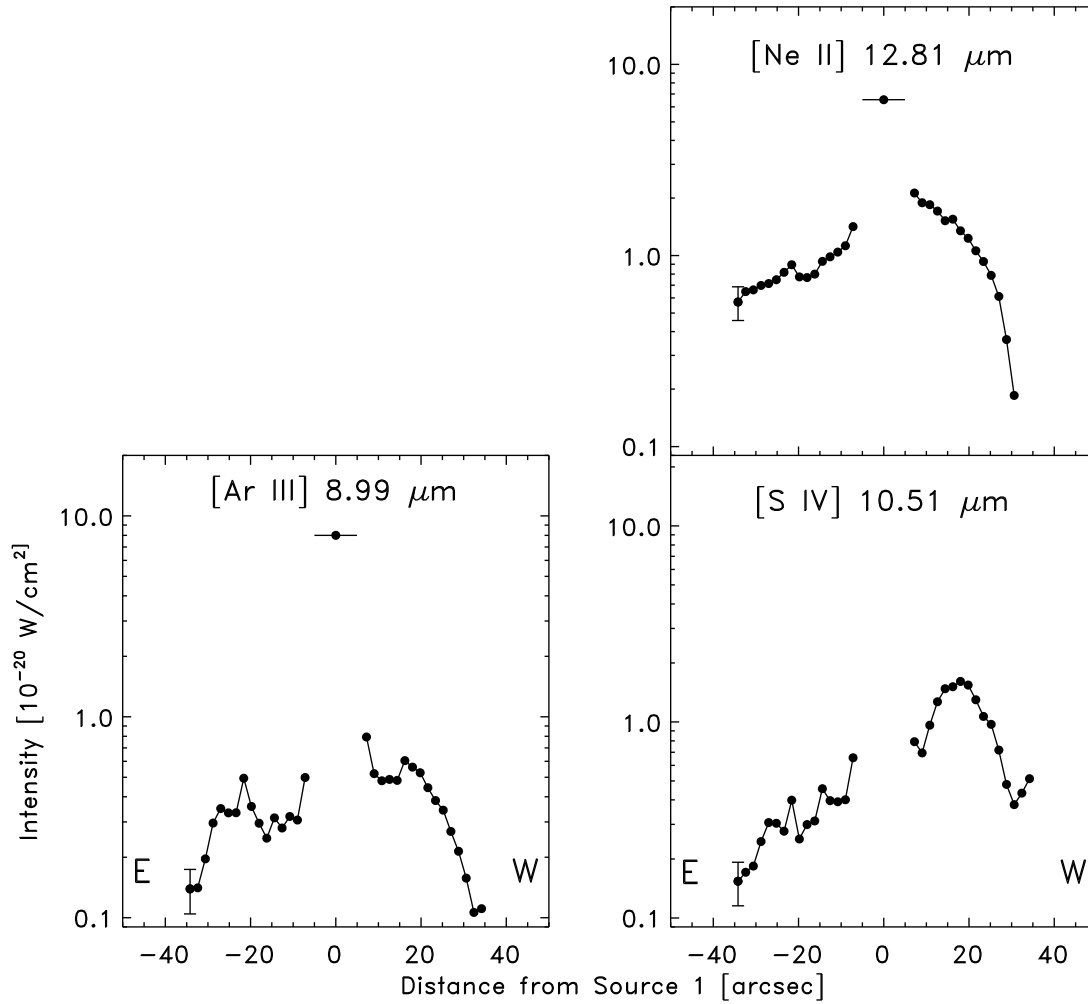 [Ne II] 12.81 μm
10.0
1.0
0.1
[Ar III] 8.99 μm
[S IV] 10.51 μm
10.0
10.0
1.0
1.0
0.1
0.1
Intensity [10⁻²⁰ W/cm²]
E
W
E
W
−40 −20 0 20 40
−40 −20 0 20 40
Distance from Source 1 [arcsec]